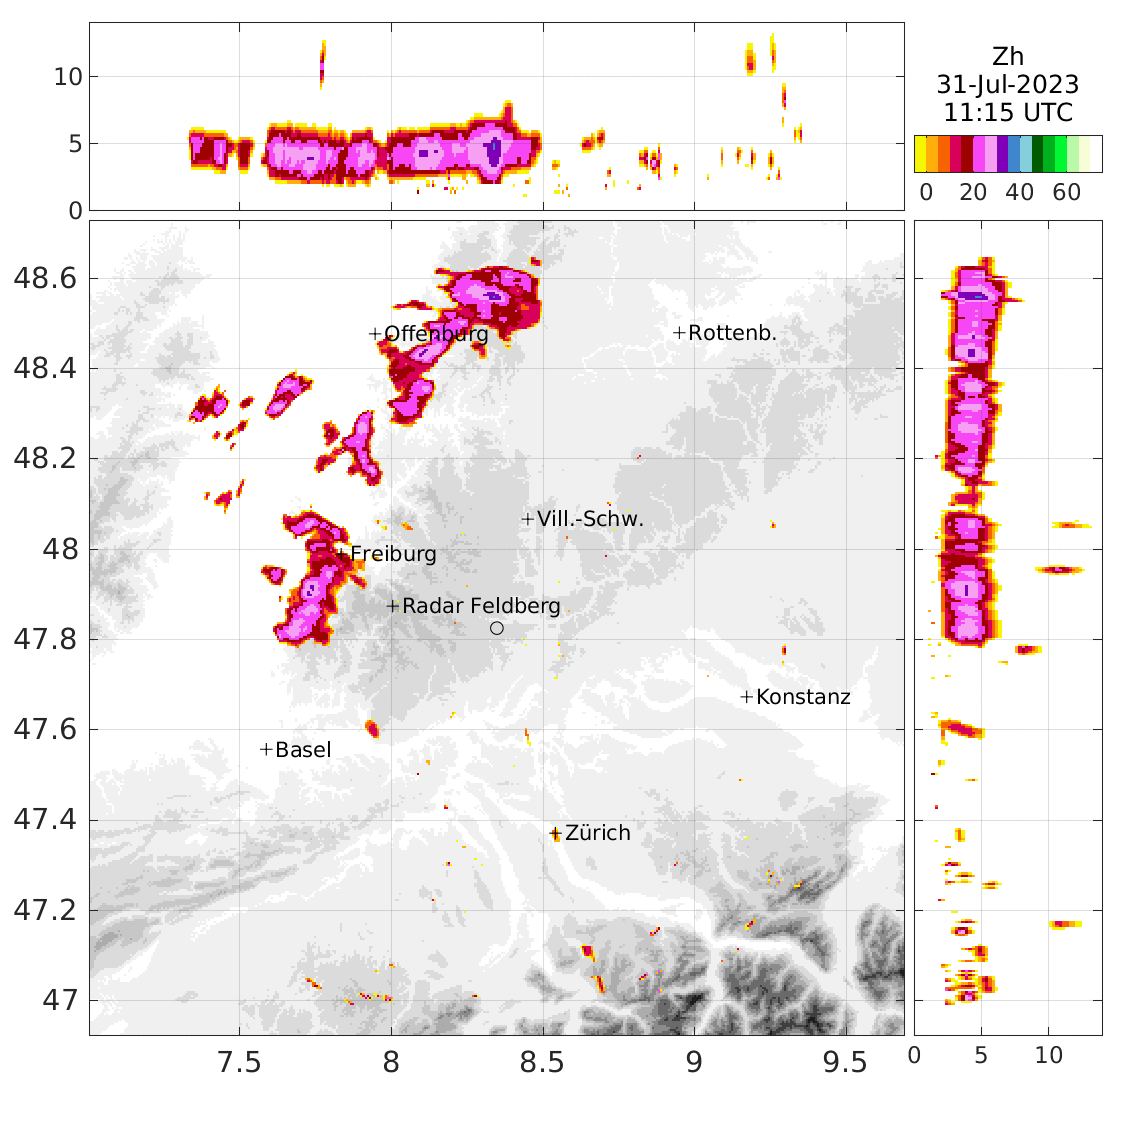 10
5
0
Zh
31-Jul-2023
11:15 UTC
0 20 40 60
48.6
48.4
48.2
48
47.8
47.6
47.4
47.2
47
Offenburg
Rottenb.
Vill.-Schw.
Freiburg
Radar Feldberg
Konstanz
Basel
Zürich
7.5 8 8.5 9 9.5
0 5 10